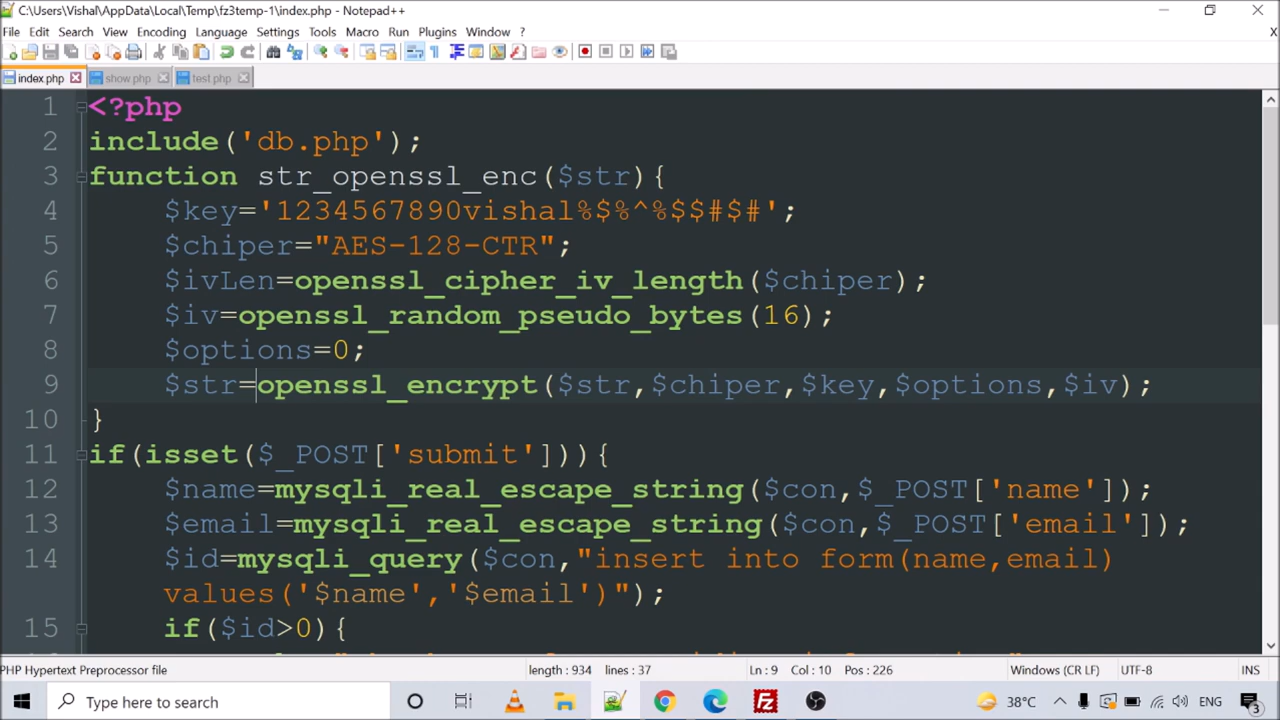 C:\Users\Vishal\AppData\Local\Temp\fz3temp-1\index.php - Notepad++
File Edit Search View Encoding Language Settings Tools Macro Run Plugins Window ? X
index.php show.php test.php
1 <?php
2 include('db.php');
3 function str_openssl_enc($str){
4 $key='1234567890vishal%$%^%$$#$#';
5 $chiper="AES-128-CTR";
6 $ivLen=openssl_cipher_iv_length($chiper);
7 $iv=openssl_random_pseudo_bytes(16);
8 $options=0;
9 $str=openssl_encrypt($str,$chiper,$key,$options,$iv);
10 }
11 if(isset($_POST['submit'])){
12 $name=mysqli_real_escape_string($con,$_POST['name']);
13 $email=mysqli_real_escape_string($con,$_POST['email']);
14 $id=mysqli_query($con,"insert into form(name,email)
values('$name','$email')");
15 if($id>0){
PHP Hypertext Preprocessor file length : 934 lines : 37 Ln : 9 Col : 10 Pos : 226 Windows (CR LF) UTF-8 INS
Type here to search 38°C ENG 3